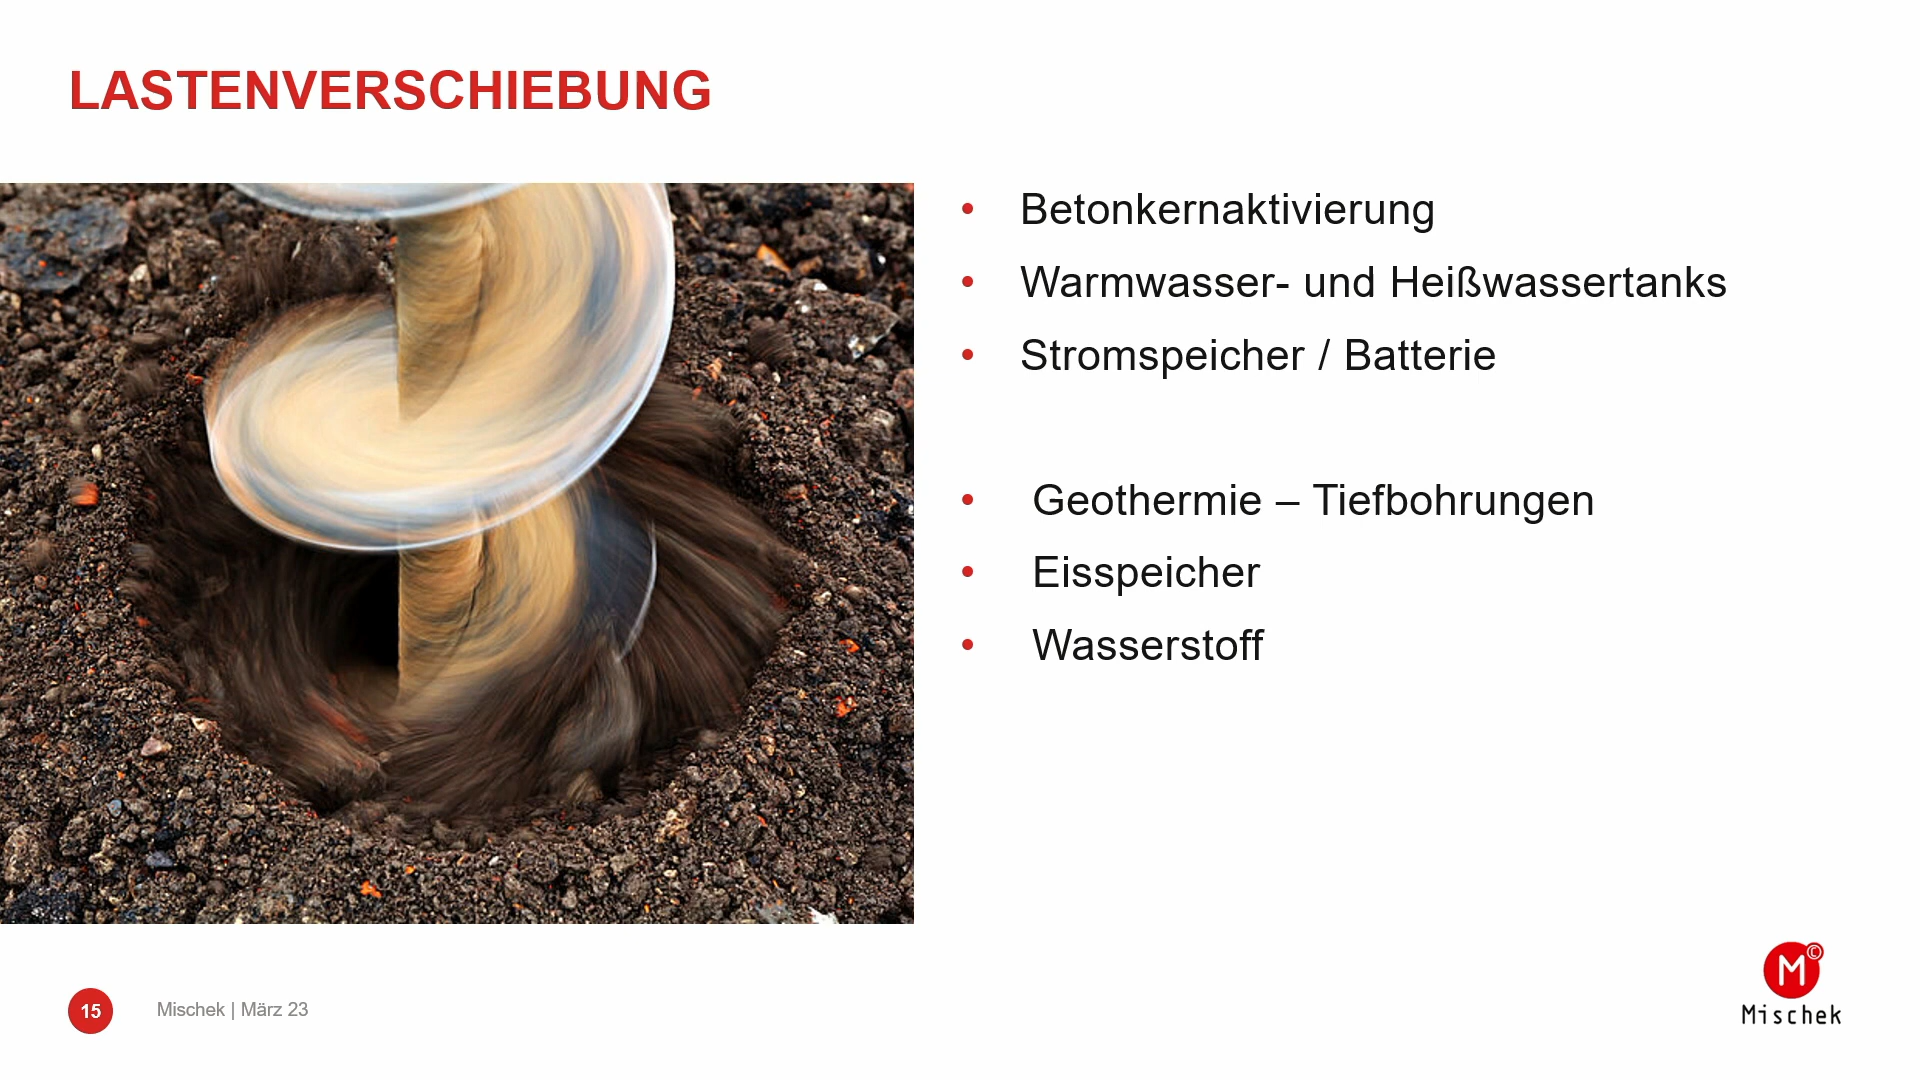 LASTENVERSCHIEBUNG
• Betonkernaktivierung
• Warmwasser- und Heißwassertanks
• Stromspeicher / Batterie
• Geothermie – Tiefbohrungen
• Eisspeicher
• Wasserstoff
15 Mischek | März 23
M©
Mischek